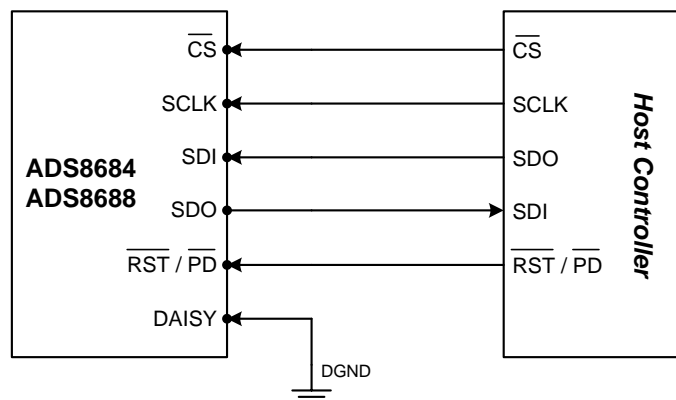 CS
SCLK
SDI
SDO
RST / PD
DAISY
ADS8684
ADS8688
DGND
CS
SCLK
SDO
SDI
RST / PD
Host Controller